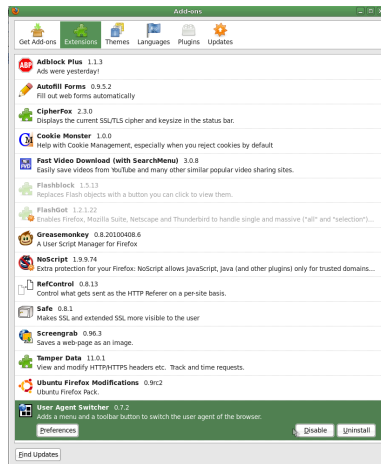 Add-ons
Get Add-ons Extensions Themes Languages Plugins Updates
ABP Adblock Plus 1.1.3
Ads were yesterday!
Autofill Forms 0.9.5.2
Fill out web forms automatically
CipherFox 2.3.0
Displays the current SSL/TLS cipher and keysize in the status bar.
Cookie Monster 1.0.0
Help with Cookie Management, especially when you reject cookies by default
Fast Video Download (with SearchMenu) 3.0.8
Easily save videos from YouTube and many other similar popular video sharing sites.
Flashblock 1.5.13
Replaces Flash objects with a button you can click to view them.
FlashGot 1.2.1.22
Enables Firefox, Mozilla Suite, Netscape and Thunderbird to handle single and massive ("all" and "selection")...
Greasemonkey 0.8.20100408.6
A User Script Manager for Firefox
NoScript 1.9.9.74
Extra protection for your Firefox: NoScript allows JavaScript, Java (and other plugins) only for trusted domains...
RefControl 0.8.13
Control what gets sent as the HTTP Referer on a per-site basis.
Safe 0.8.1
Makes SSL and extended SSL more visible to the user
Screengrab 0.96.3
Saves a web-page as an image.
Tamper Data 11.0.1
View and modify HTTP/HTTPS headers etc. Track and time requests.
Ubuntu Firefox Modifications 0.9rc2
Ubuntu Firefox Pack.
User Agent Switcher 0.7.2
Adds a menu and a toolbar button to switch the user agent of the browser.
Preferences Disable Uninstall
Find Updates